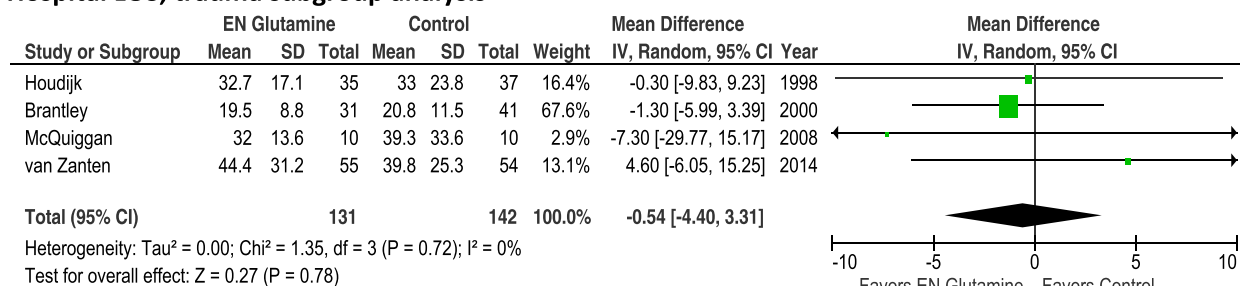 Hospital LOS, trauma subgroup analysis
EN Glutamine Control Mean Difference Mean Difference
Study or Subgroup Mean SD Total Mean SD Total Weight IV, Random, 95% CI Year IV, Random, 95% CI
Houdijk 32.7 17.1 35 33 23.8 37 16.4% -0.30 [-9.83, 9.23] 1998
Brantley 19.5 8.8 31 20.8 11.5 41 67.6% -1.30 [-5.99, 3.39] 2000
McQuiggan 32 13.6 10 39.3 33.6 10 2.9% -7.30 [-29.77, 15.17] 2008
van Zanten 44.4 31.2 55 39.8 25.3 54 13.1% 4.60 [-6.05, 15.25] 2014
Total (95% CI) 131 142 100.0% -0.54 [-4.40, 3.31]
Heterogeneity: Tau² = 0.00; Chi² = 1.35, df = 3 (P = 0.72); I² = 0%
Test for overall effect: Z = 0.27 (P = 0.78)
-10 -5 0 5 10
Favors EN Glutamine Favors Control